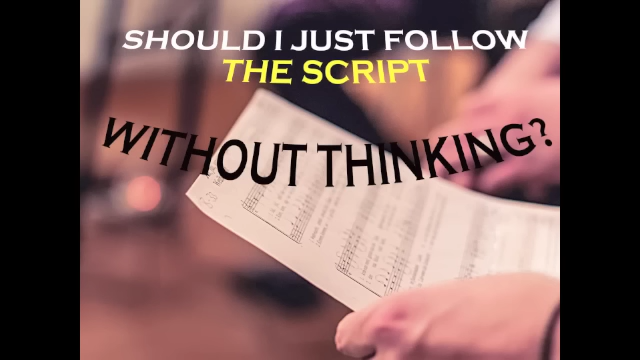 SHOULD I JUST FOLLOW
THE SCRIPT
WITHOUT THINKING?